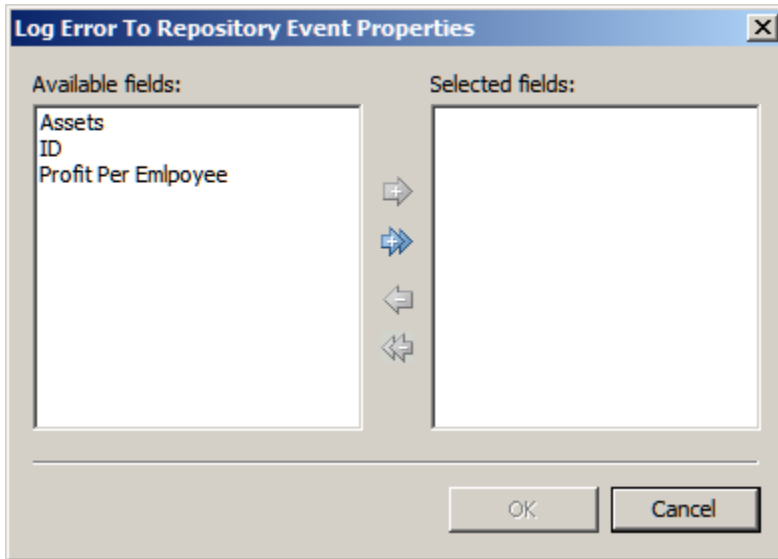 Log Error To Repository Event Properties
Available fields:
Selected fields:
Assets
ID
Profit Per Emlpoyee
OK
Cancel